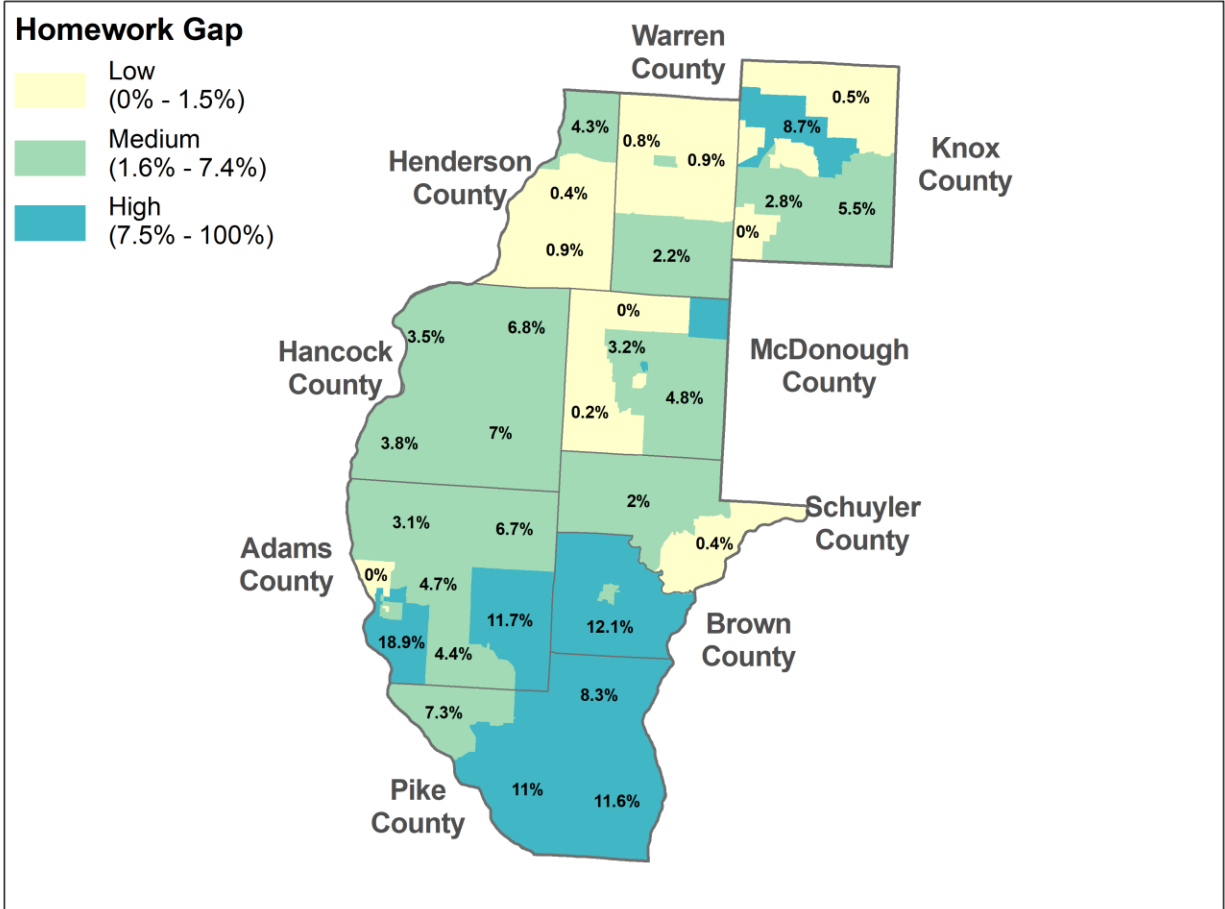 Homework Gap
Low
(0% - 1.5%)
Medium
(1.6% - 7.4%)
High
(7.5% - 100%)
Warren
County
0.5%
4.3%
8.7%
0.8%
0.9%
Henderson
County
Knox
County
0.4%
2.8%
5.5%
0%
0.9%
2.2%
0%
3.5%
6.8%
3.2%
Hancock
County
McDonough
County
4.8%
0.2%
3.8%
7%
2%
3.1%
6.7%
Schuyler
County
0.4%
Adams
County
0%
4.7%
11.7%
12.1%
Brown
County
18.9%
4.4%
8.3%
7.3%
11%
11.6%
Pike
County